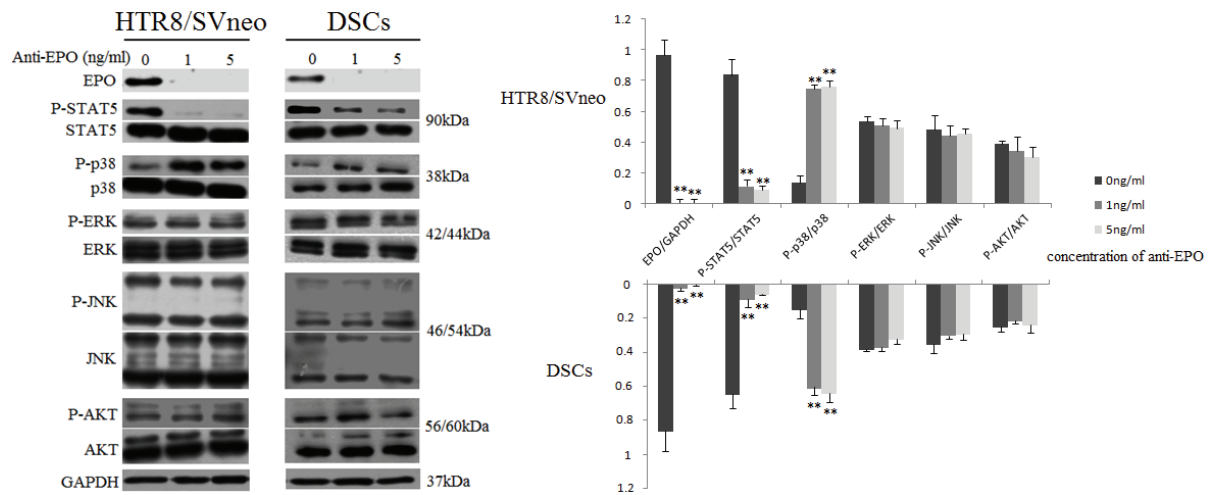 HTR8/SVneo DSCs
Anti-EPO (ng/ml) 0 1 5 0 1 5
EPO
P-STAT5
90kDa
STAT5
P-p38
38kDa
p38
P-ERK
42/44kDa
ERK
P-JNK
46/54kDa
JNK
P-AKT
56/60kDa
AKT
GAPDH 37kDa
HTR8/SVneo
1.2
1
0.8
0.6
0.4
0.2
0
** **
** **
** **
EPO/GAPDH
P-STAT5/STAT5
P-p38/p38
P-ERK/ERK
P-JNK/JNK
P-AKT/AKT
0ng/ml
1ng/ml
5ng/ml
concentration of anti-EPO
DSCs
0
0.2
0.4
0.6
0.8
1
1.2
** **
** **
** **